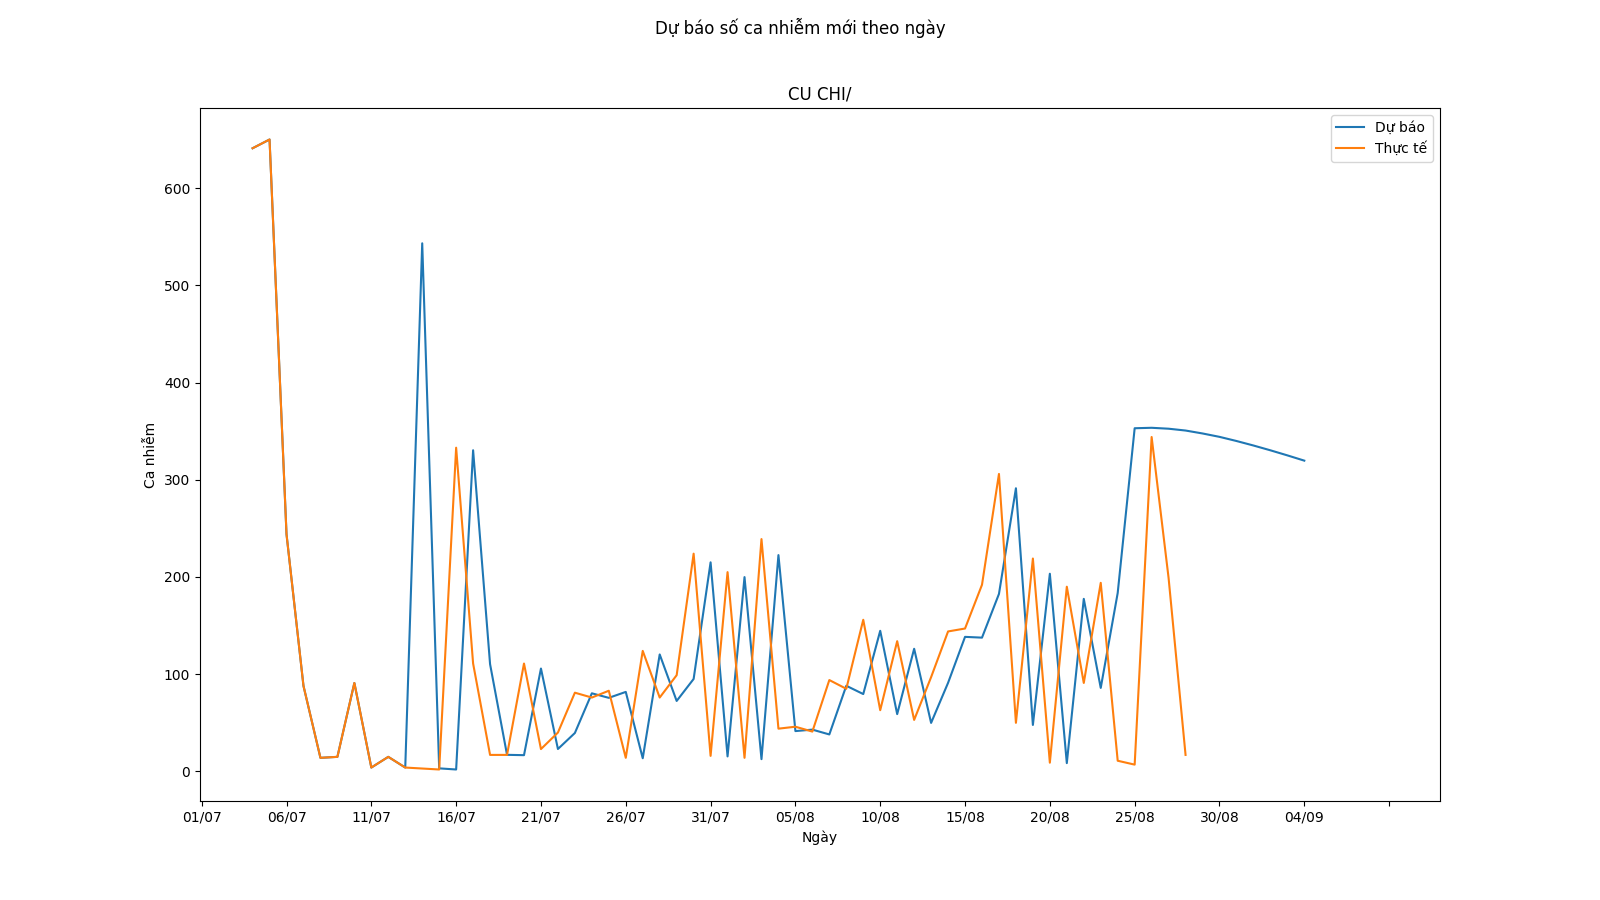 Dự báo số ca nhiễm mới theo ngày
CU CHI/
Dự báo
Thực tế
600
500
400
300
200
100
0
Ca nhiễm
01/07 06/07 11/07 16/07 21/07 26/07 31/07 05/08 10/08 15/08 20/08 25/08 30/08 04/09
Ngày